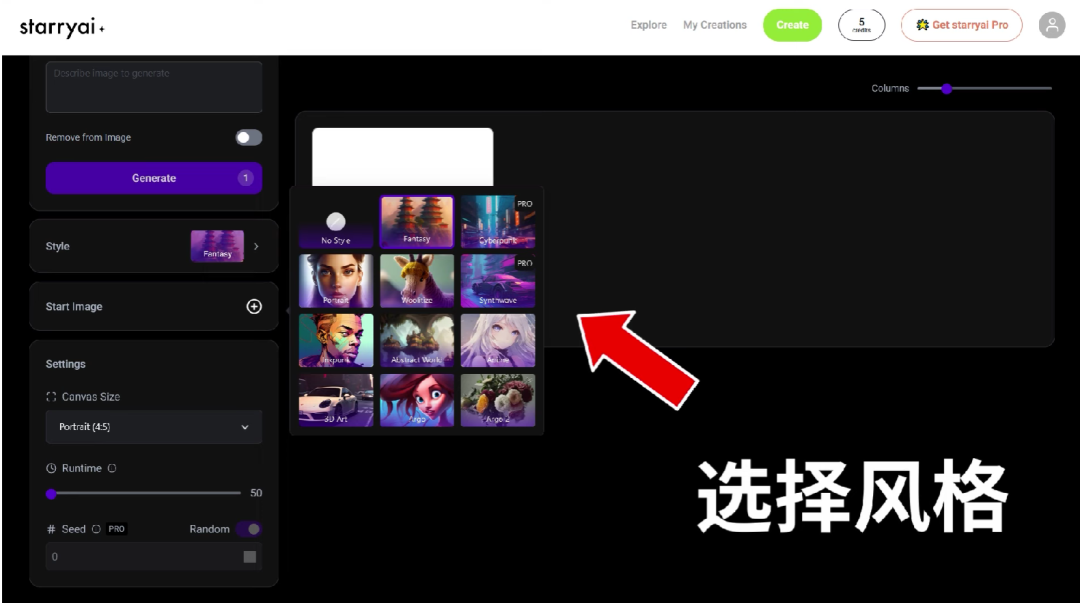 starryai
Explore
My Creations
Create
5
credits
Get starryai Pro
Describe image to generate
Remove from Image
Generate
1
Style
Fantasy
Start Image
Settings
Canvas Size
Portrait (4:5)
Runtime
50
# Seed
PRO
Random
0
Columns
No Style
Fantasy
PRO
Cyberpunk
Portrait
Woolitize
PRO
Synthwave
Inkpunk
Abstract World
Anime
3D Art
Argo
Argo 2
选择风格